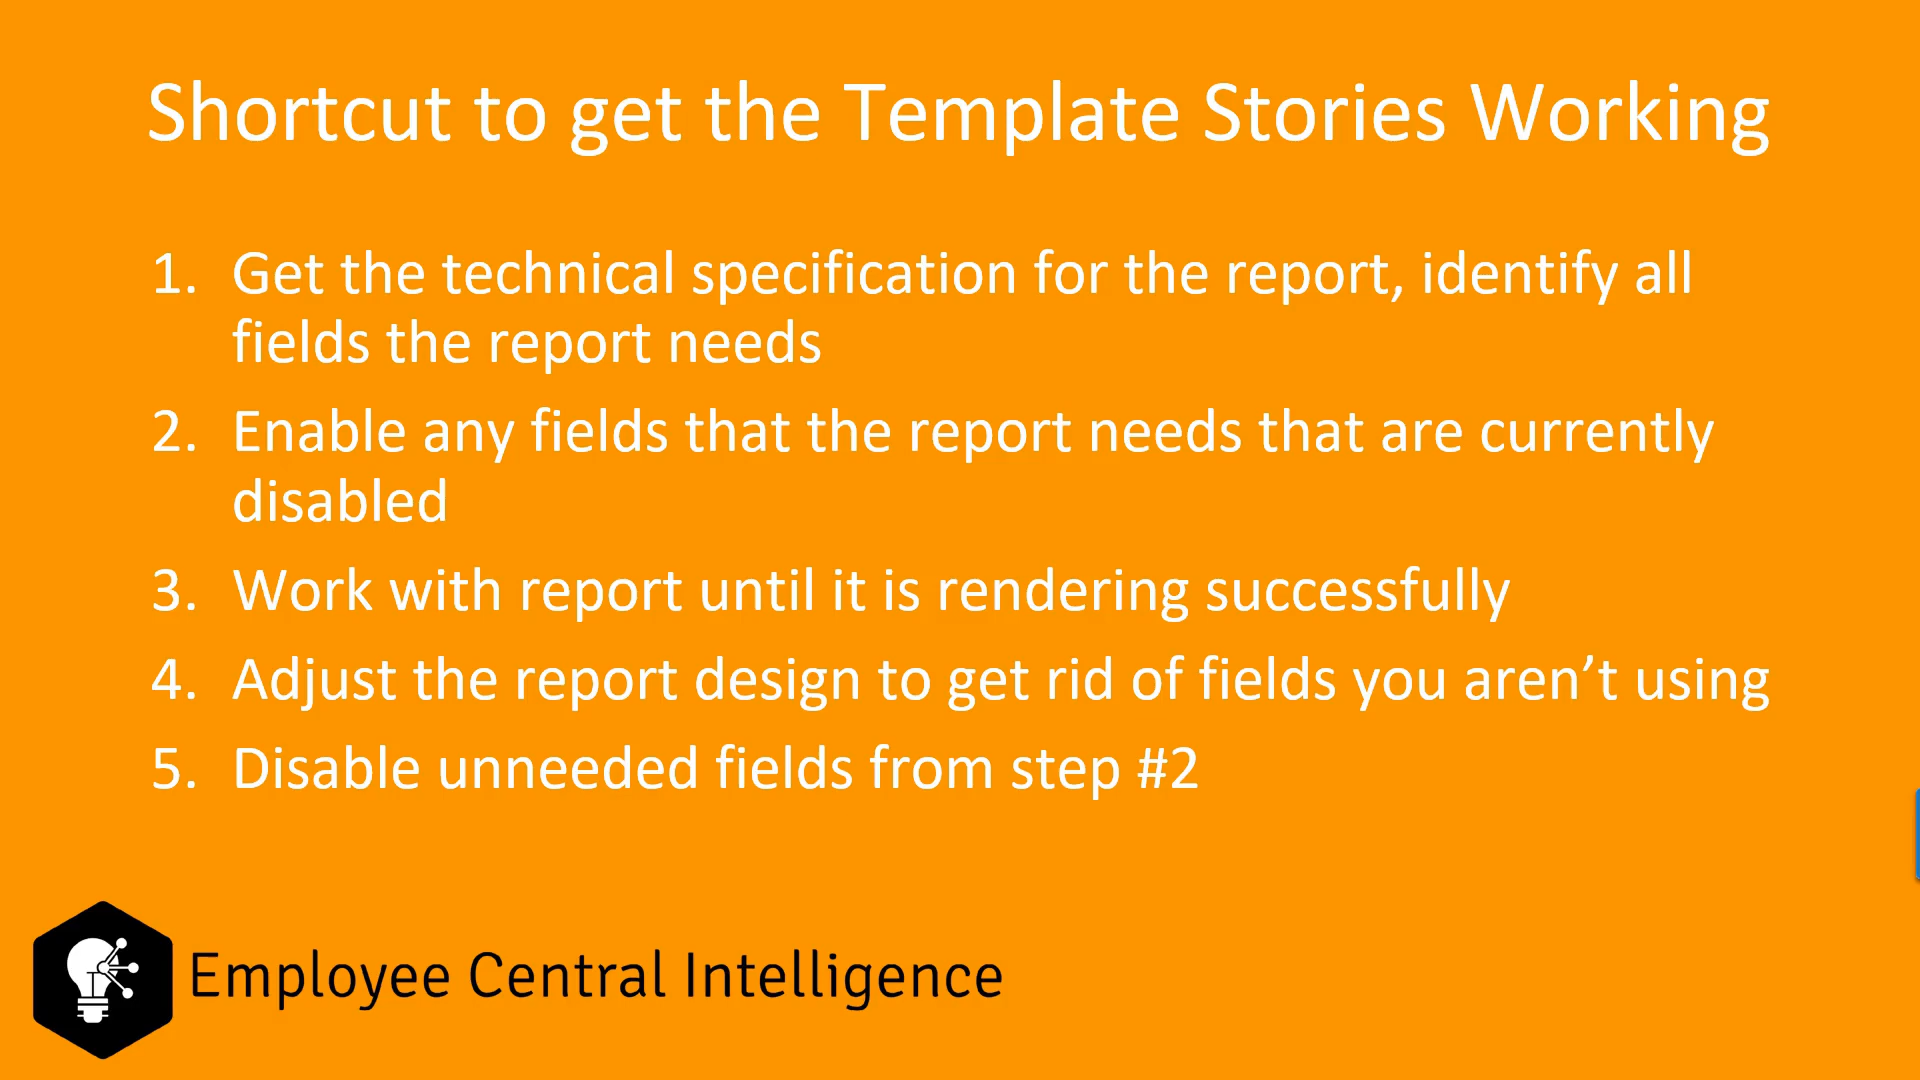 Shortcut to get the Template Stories Working
1. Get the technical specification for the report, identify all
fields the report needs
2. Enable any fields that the report needs that are currently
disabled
3. Work with report until it is rendering successfully
4. Adjust the report design to get rid of fields you aren’t using
5. Disable unneeded fields from step #2
Employee Central Intelligence